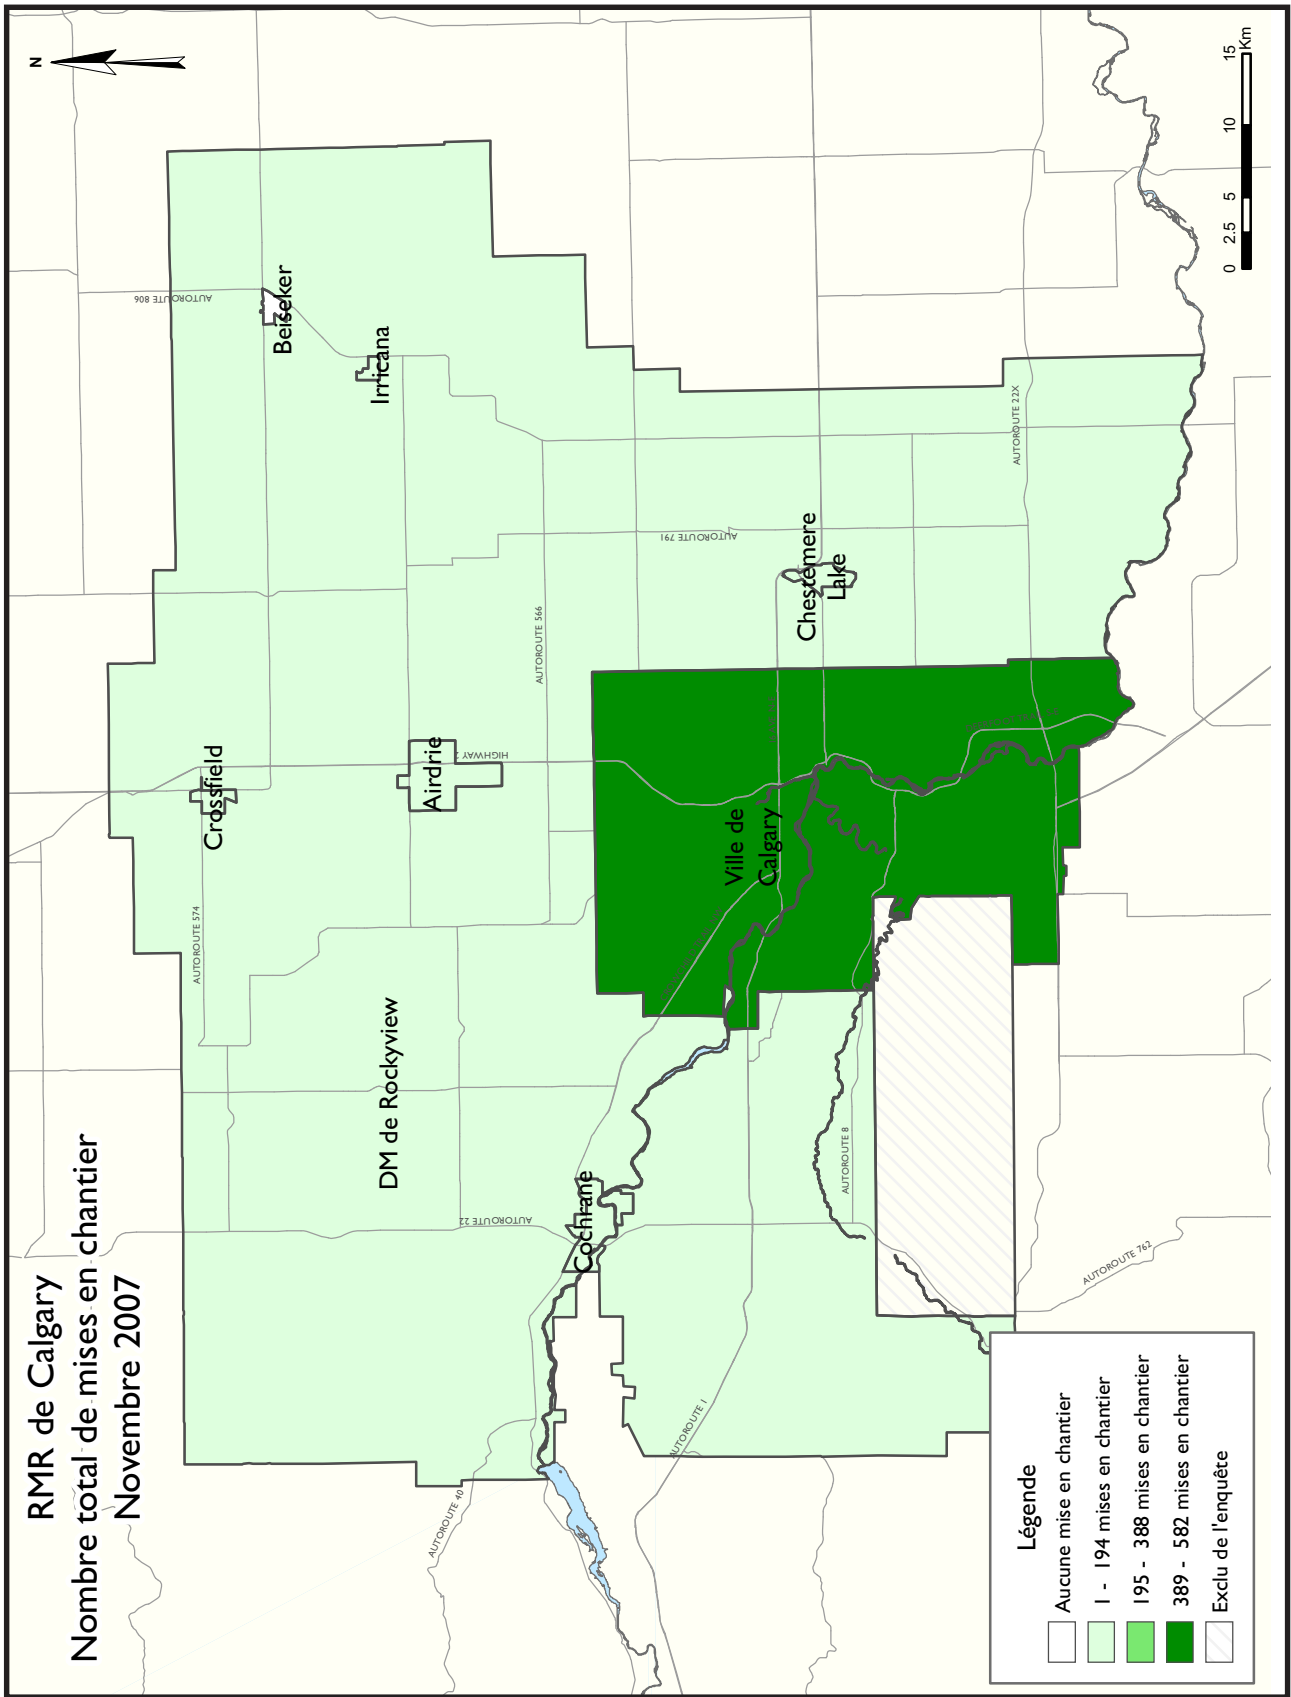 RMR de Calgary
Nombre total de mises en chantier
Novembre 2007
N
AUTOROUTE 806
Beiseker
Irricana
Crossfield
AUTOROUTE 574
Airdrie
HIGHWAY 2
AUTOROUTE 566
AUTOROUTE 791
DM de Rockyview
AUTOROUTE 22
Cochrane
AUTOROUTE 40
AUTOROUTE 1
Ville de
Calgary
Chestemere
Lake
AUTOROUTE 22X
AUTOROUTE 8
AUTOROUTE 762
Légende
Aucune mise en chantier
1 - 194 mises en chantier
195 - 388 mises en chantier
389 - 582 mises en chantier
Exclu de l'enquête
0 2.5 5 10 15
Km